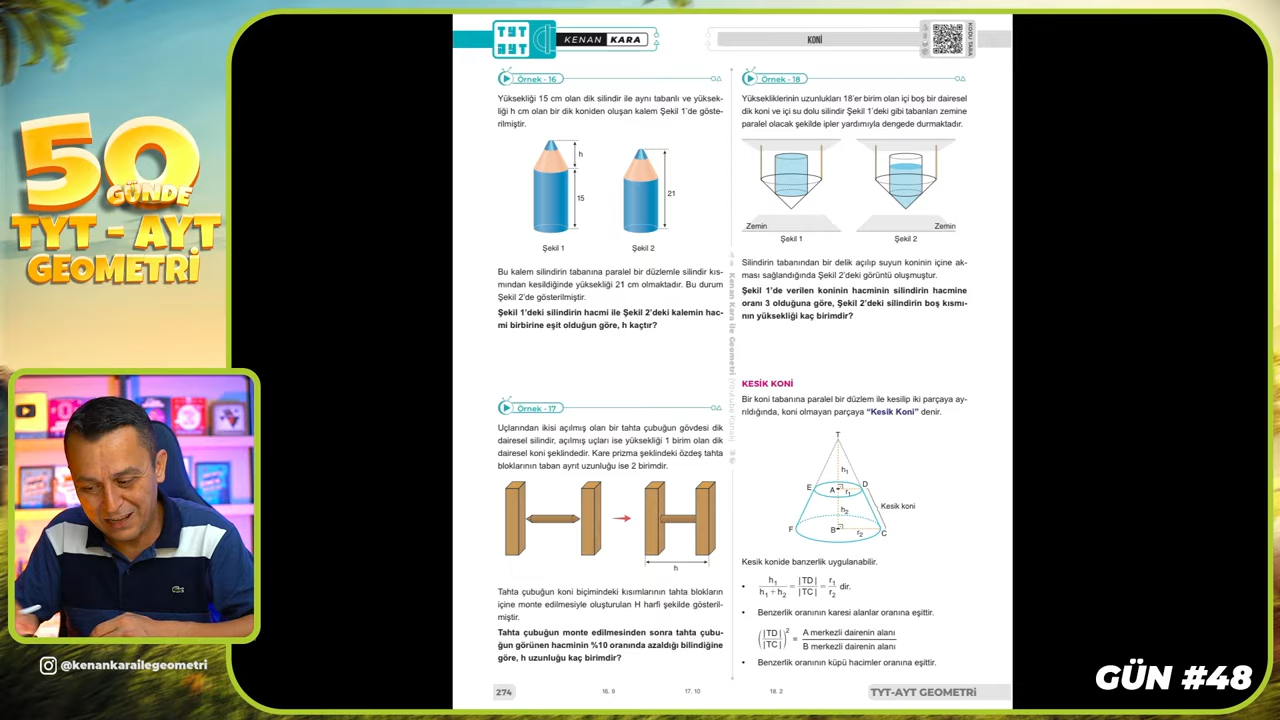 5 GÜNDE
TYT - AYT
GEOMETRİ
@kenankarailegeometri
GÜN #48
TYT
AYT
KENAN KARA
KONİ
Örnek - 16
Yüksekliği 15 cm olan dik silindir ile aynı tabanlı ve yüksek-
liği h cm olan bir dik koniden oluşan kalem Şekil 1'de göste-
rilmiştir.
h
15
21
Şekil 1
Şekil 2
Bu kalem silindirin tabanına paralel bir düzlemle silindir kıs-
mından kesildiğinde yüksekliği 21 cm olmaktadır. Bu durum
Şekil 2'de gösterilmiştir.
Şekil 1'deki silindirin hacmi ile Şekil 2'deki kalemin hac-
mi birbirine eşit olduğun göre, h kaçtır?
Örnek - 17
Uçlarından ikisi açılmış olan bir tahta çubuğun gövdesi dik
dairesel silindir, açılmış uçları ise yüksekliği 1 birim olan dik
dairesel koni şeklindedir. Kare prizma şeklindeki özdeş tahta
bloklarının taban ayrıt uzunluğu ise 2 birimdir.
h
Tahta çubuğun koni biçimindeki kısımlarının tahta blokların
içine monte edilmesiyle oluşturulan H harfi şekilde gösteril-
miştir.
Tahta çubuğun monte edilmesinden sonra tahta çubu-
ğun görünen hacminin %10 oranında azaldığı bilindiğine
göre, h uzunluğu kaç birimdir?
Kenan Kara ile Geometri
Örnek - 18
Yüksekliklerinin uzunlukları 18'er birim olan içi boş bir dairesel
dik koni ve içi su dolu silindir Şekil 1'deki gibi tabanları zemine
paralel olacak şekilde ipler yardımıyla dengede durmaktadır.
Zemin
Zemin
Şekil 1
Şekil 2
Silindirin tabanından bir delik açılıp suyun koninin içine ak-
ması sağlandığında Şekil 2'deki görüntü oluşmuştur.
Şekil 1'de verilen koninin hacminin silindirin hacmine
oranı 3 olduğuna göre, Şekil 2'deki silindirin boş kısmı-
nın yüksekliği kaç birimdir?
KESİK KONİ
Bir koni tabanına paralel bir düzlem ile kesilip iki parçaya ay-
rıldığında, koni olmayan parçaya “Kesik Koni” denir.
T
h1
E
A
r1
D
h2
Kesik koni
F
B
r2
C
Kesik konide banzerlik uygulanabilir.
• h1 / h1 + h2 = |TD| / |TC| = r1 / r2 dir.
• Benzerlik oranının karesi alanlar oranına eşittir.
(|TD| / |TC|)2 = A merkezli dairenin alanı / B merkezli dairenin alanı
• Benzerlik oranının küpü hacimler oranına eşittir.
274
16. 9
17. 10
18. 2
TYT-AYT GEOMETRİ